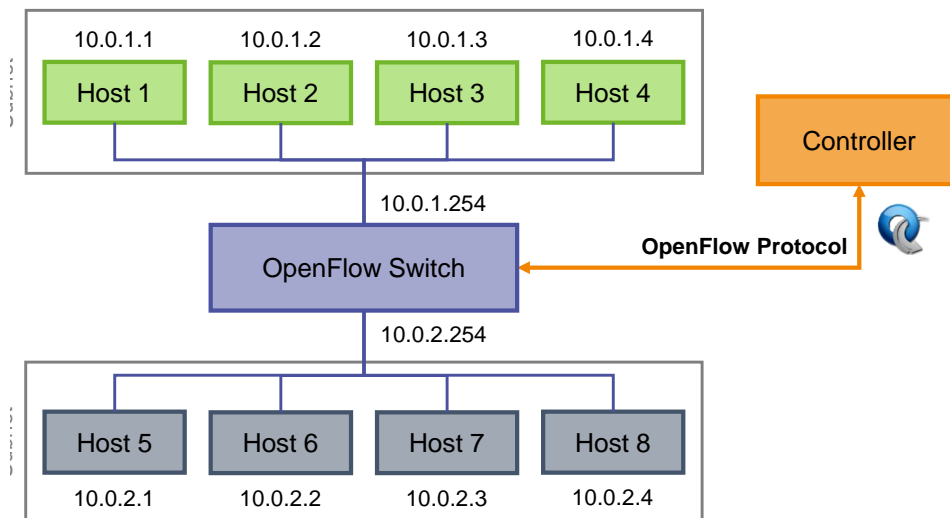 10.0.1.1 10.0.1.2 10.0.1.3 10.0.1.4
Host 1 Host 2 Host 3 Host 4
Controller
10.0.1.254
OpenFlow Protocol
OpenFlow Switch
10.0.2.254
Host 5 Host 6 Host 7 Host 8
10.0.2.1 10.0.2.2 10.0.2.3 10.0.2.4